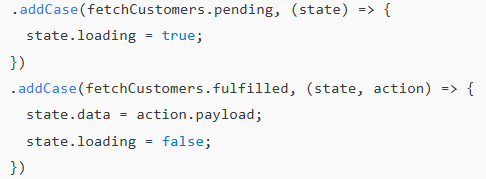 .addCase(fetchCustomers.pending, (state) => {
  state.loading = true;
})
.addCase(fetchCustomers.fulfilled, (state, action) => {
  state.data = action.payload;
  state.loading = false;
})